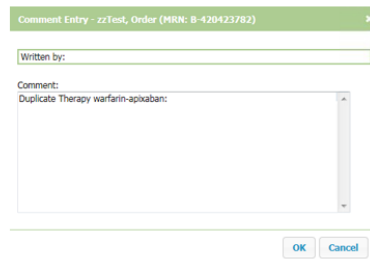 Comment Entry - zzTest, Order (MRN: B-420423782)
Written by:
Comment:
Duplicate Therapy warfarin-apixaban:
OK Cancel